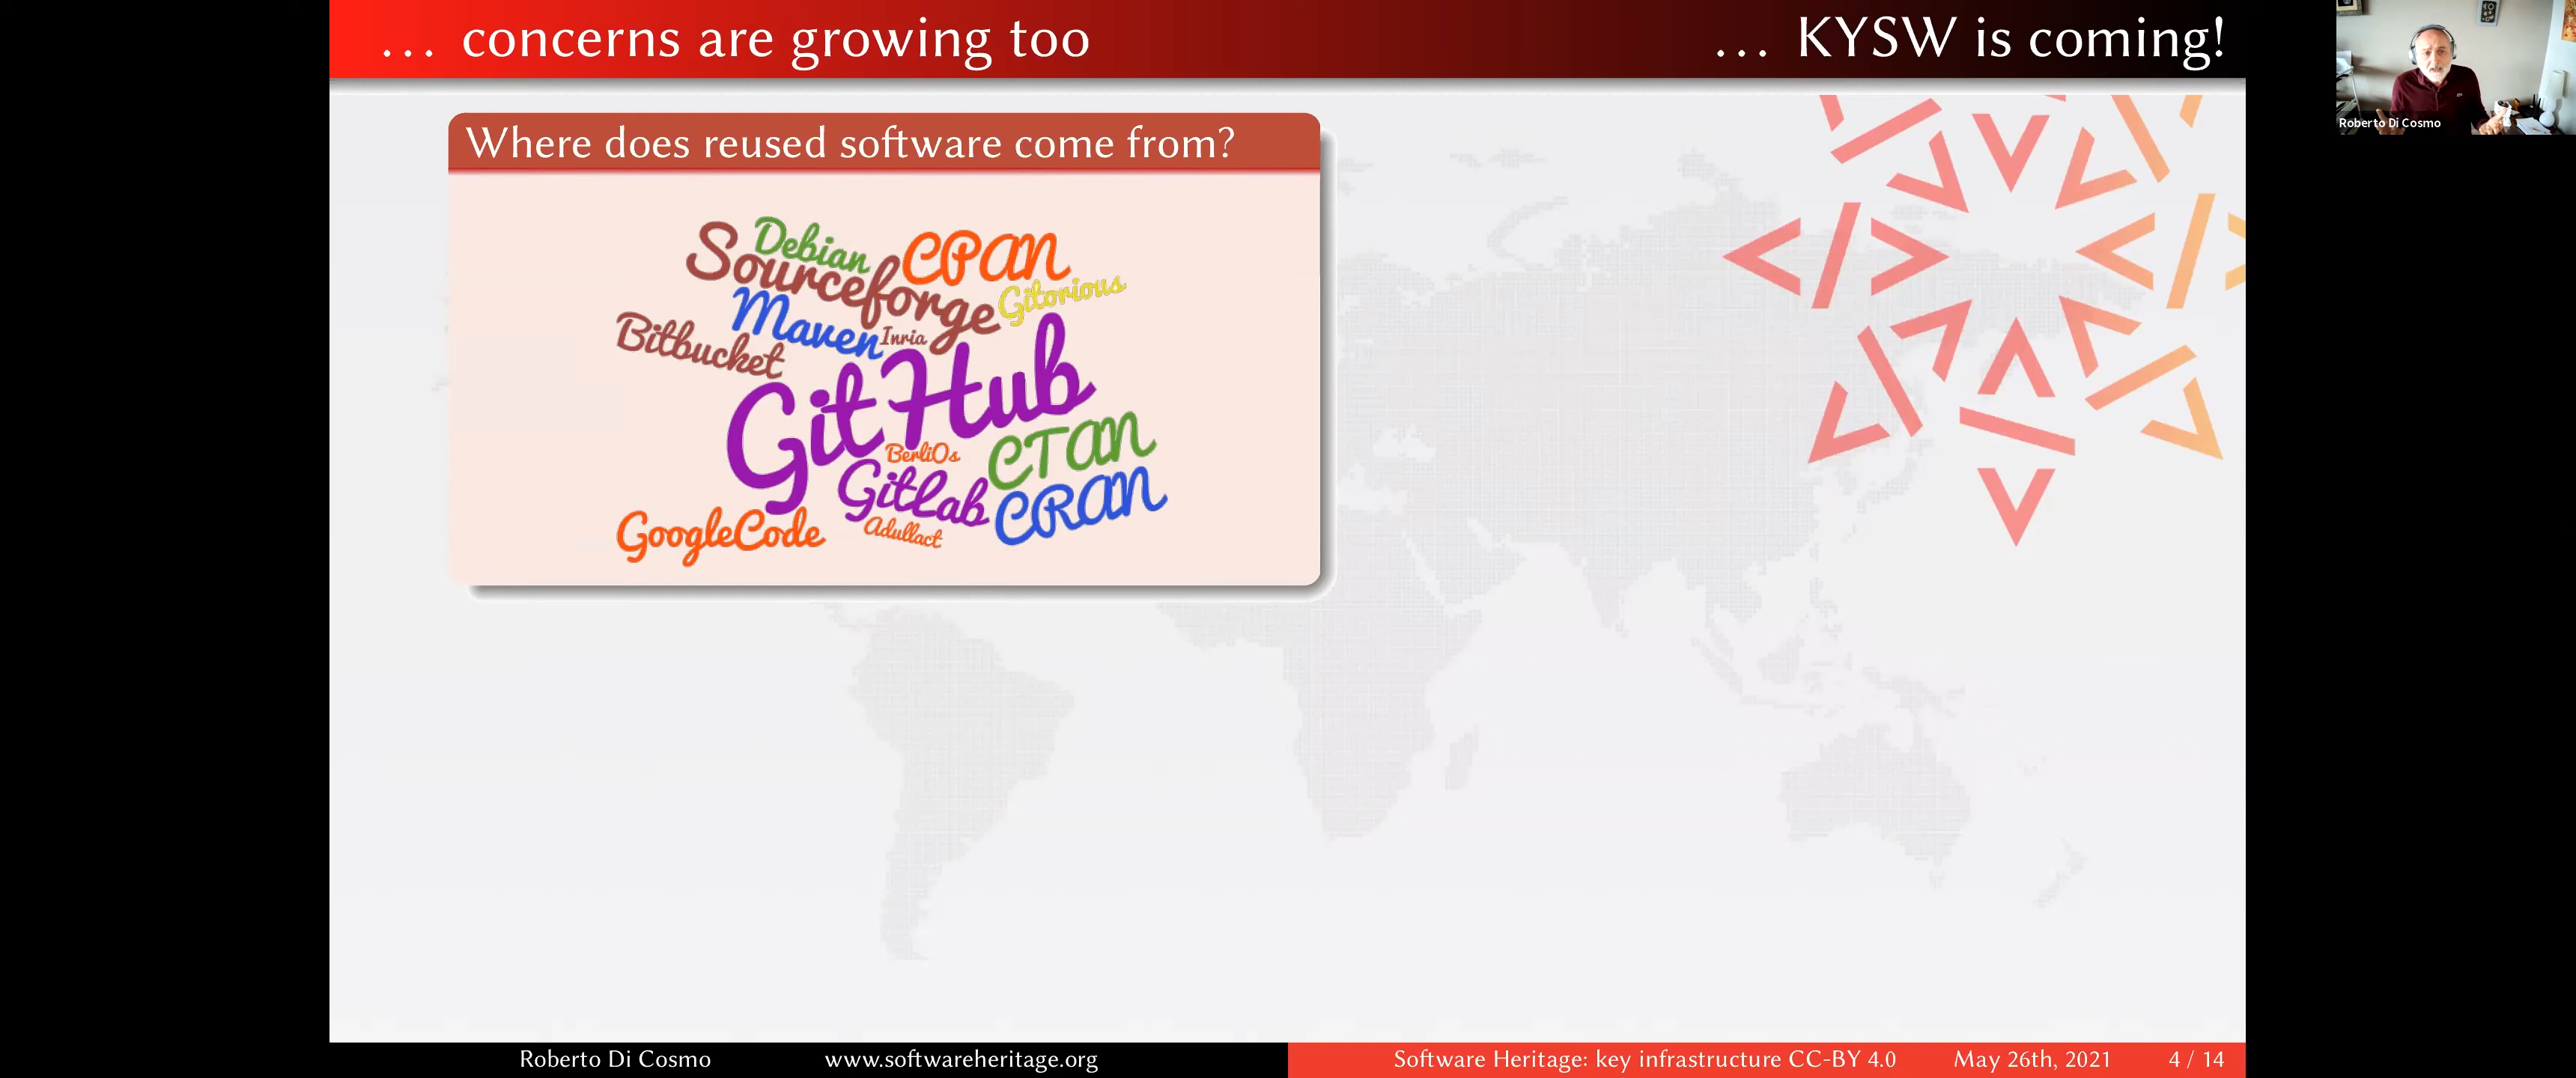 ... concerns are growing too
... KYSW is coming!
Roberto Di Cosmo
Where does reused software come from?
Debian
CPAN
Sourceforge
Gitorious
Maven
Inria
Bitbucket
GitHub
BerliOs
CTAN
GitLab
CRAN
GoogleCode
Adullact
Roberto Di Cosmo www.softwareheritage.org Software Heritage: key infrastructure CC-BY 4.0 May 26th, 2021 4 / 14